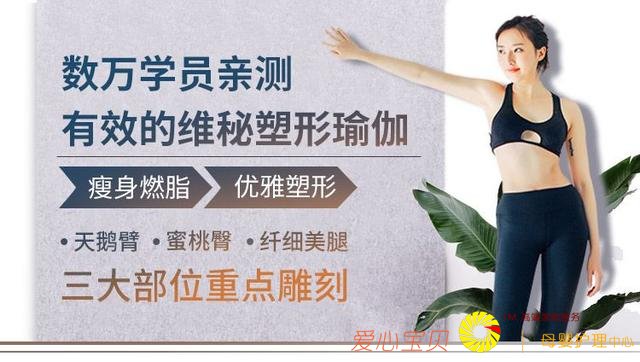 数万学员亲测
有效的维秘塑形瑜伽
瘦身燃脂 优雅塑形
•天鹅臂 •蜜桃臀 •纤细美腿
三大部位重点雕刻
爱心宝贝 母婴护理中心